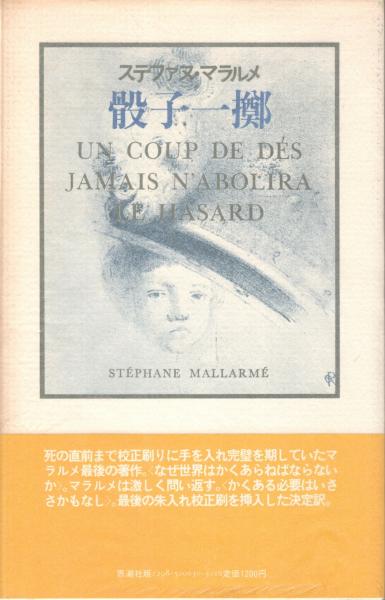 ステファヌ・マラルメ
骰子一擲
UN COUP DE DÉS
JAMAIS N'ABOLIRA
LE HASARD
STÉPHANE MALLARMÉ
死の直前まで校正刷りに手を入れ完璧を期していたマ
ラルメ最後の著作。〈なぜ世界はかくあらねばならない
か〉。マラルメは激しく問い返す。〈かくある必要はいさ
さかもなし〉。最後の朱入れ校正刷を挿入した決定訳。
思潮社版 定価1200円